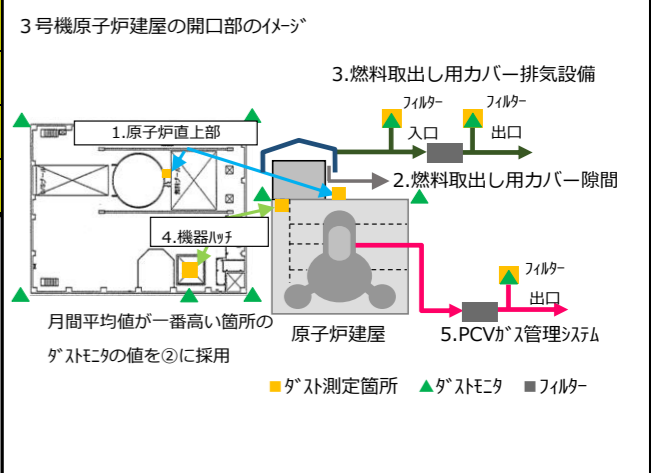 3号機原子炉建屋の開口部のｲﾒｰｼﾞ
3.燃料取出し用カバー排気設備
ﾌｨﾙﾀｰ
ﾌｨﾙﾀｰ
1.原子炉直上部
入口
出口
2.燃料取出し用カバー隙間
4.機器ﾊｯﾁ
ﾌｨﾙﾀｰ
出口
月間平均値が一番高い箇所の
ﾀﾞｽﾄﾓﾆﾀの値を②に採用
原子炉建屋
5.PCVｶﾞｽ管理ｼｽﾃﾑ
■ﾀﾞｽﾄ測定箇所 ▲ﾀﾞｽﾄﾓﾆﾀ ■ﾌｨﾙﾀｰ